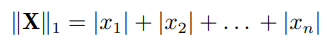 ‖X‖₁ = |x₁| + |x₂| + . . . + |xₙ|